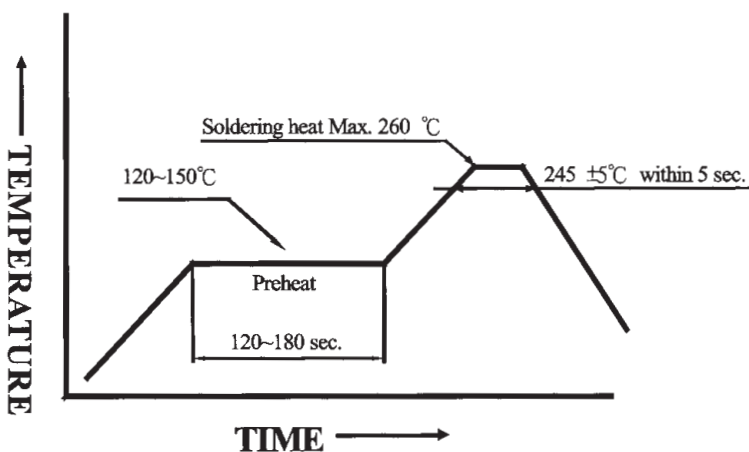 Soldering heat Max. 260 ℃
120~150℃
245 ±5℃ within 5 sec.
Preheat
120~180 sec.
TEMPERATURE
TIME